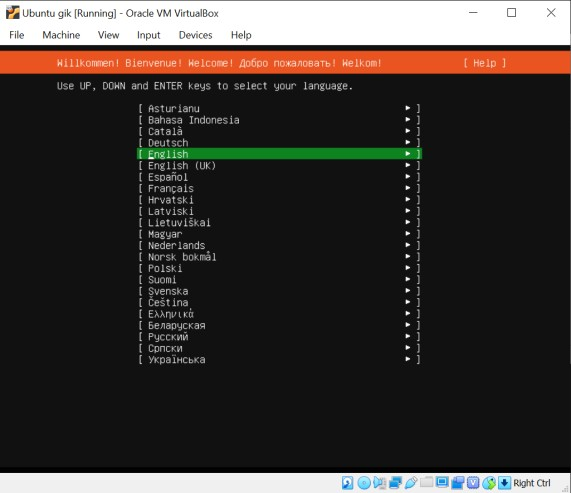 Ubuntu gik [Running] - Oracle VM VirtualBox
File Machine View Input Devices Help
Willkommen! Bienvenue! Welcome! Добро пожаловать! Welkom! [ Help ]
Use UP, DOWN and ENTER keys to select your language.
[ Asturianu ▸ ]
[ Bahasa Indonesia ▸ ]
[ Català ▸ ]
[ Deutsch ▸ ]
[ English ▸ ]
[ English (UK) ▸ ]
[ Español ▸ ]
[ Français ▸ ]
[ Hrvatski ▸ ]
[ Latviski ▸ ]
[ Lietuviškai ▸ ]
[ Magyar ▸ ]
[ Nederlands ▸ ]
[ Norsk bokmål ▸ ]
[ Polski ▸ ]
[ Suomi ▸ ]
[ Svenska ▸ ]
[ Čeština ▸ ]
[ Ελληνικά ▸ ]
[ Беларуская ▸ ]
[ Русский ▸ ]
[ Српски ▸ ]
[ Українська ▸ ]
Right Ctrl